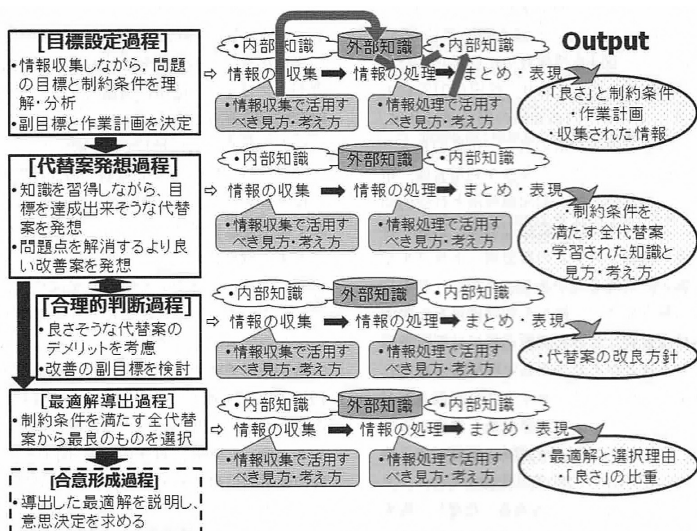 [目標設定過程]
・情報収集しながら，問題
の目標と制約条件を理
解・分析
・副目標と作業計画を決定
・内部知識
外部知識
・内部知識
Output
⇨ 情報の収集 ➡ 情報の処理 ➡ まとめ・表現
・情報収集で活用す
べき見方・考え方
・情報処理で活用す
べき見方・考え方
・「良さ」と制約条件
・作業計画
・収集された情報
[代替案発想過程]
・知識を習得しながら、目
標を達成出来そうな代替
案を発想
・問題点を解消するより良
い改善案を発想
・内部知識
外部知識
・内部知識
⇨ 情報の収集 ➡ 情報の処理 ➡ まとめ・表現
・情報収集で活用す
べき見方・考え方
・情報処理で活用す
べき見方・考え方
・制約条件を
満たす全代替案
・学習された知識と
見方・考え方
[合理的判断過程]
・良さそうな代替案の
デメリットを考慮
・改善の副目標を検討
・内部知識
外部知識
・内部知識
⇨ 情報の収集 ➡ 情報の処理 ➡ まとめ・表現
・情報収集で活用す
べき見方・考え方
・情報処理で活用す
べき見方・考え方
・代替案の改良方針
[最適解導出過程]
・制約条件を満たす全代替
案から最良のものを選択
・内部知識
外部知識
・内部知識
⇨ 情報の収集 ➡ 情報の処理 ➡ まとめ・表現
・情報収集で活用す
べき見方・考え方
・情報処理で活用す
べき見方・考え方
・最適解と選択理由
・「良さ」の比重
[合意形成過程]
・導出した最適解を説明し、
意思決定を求める